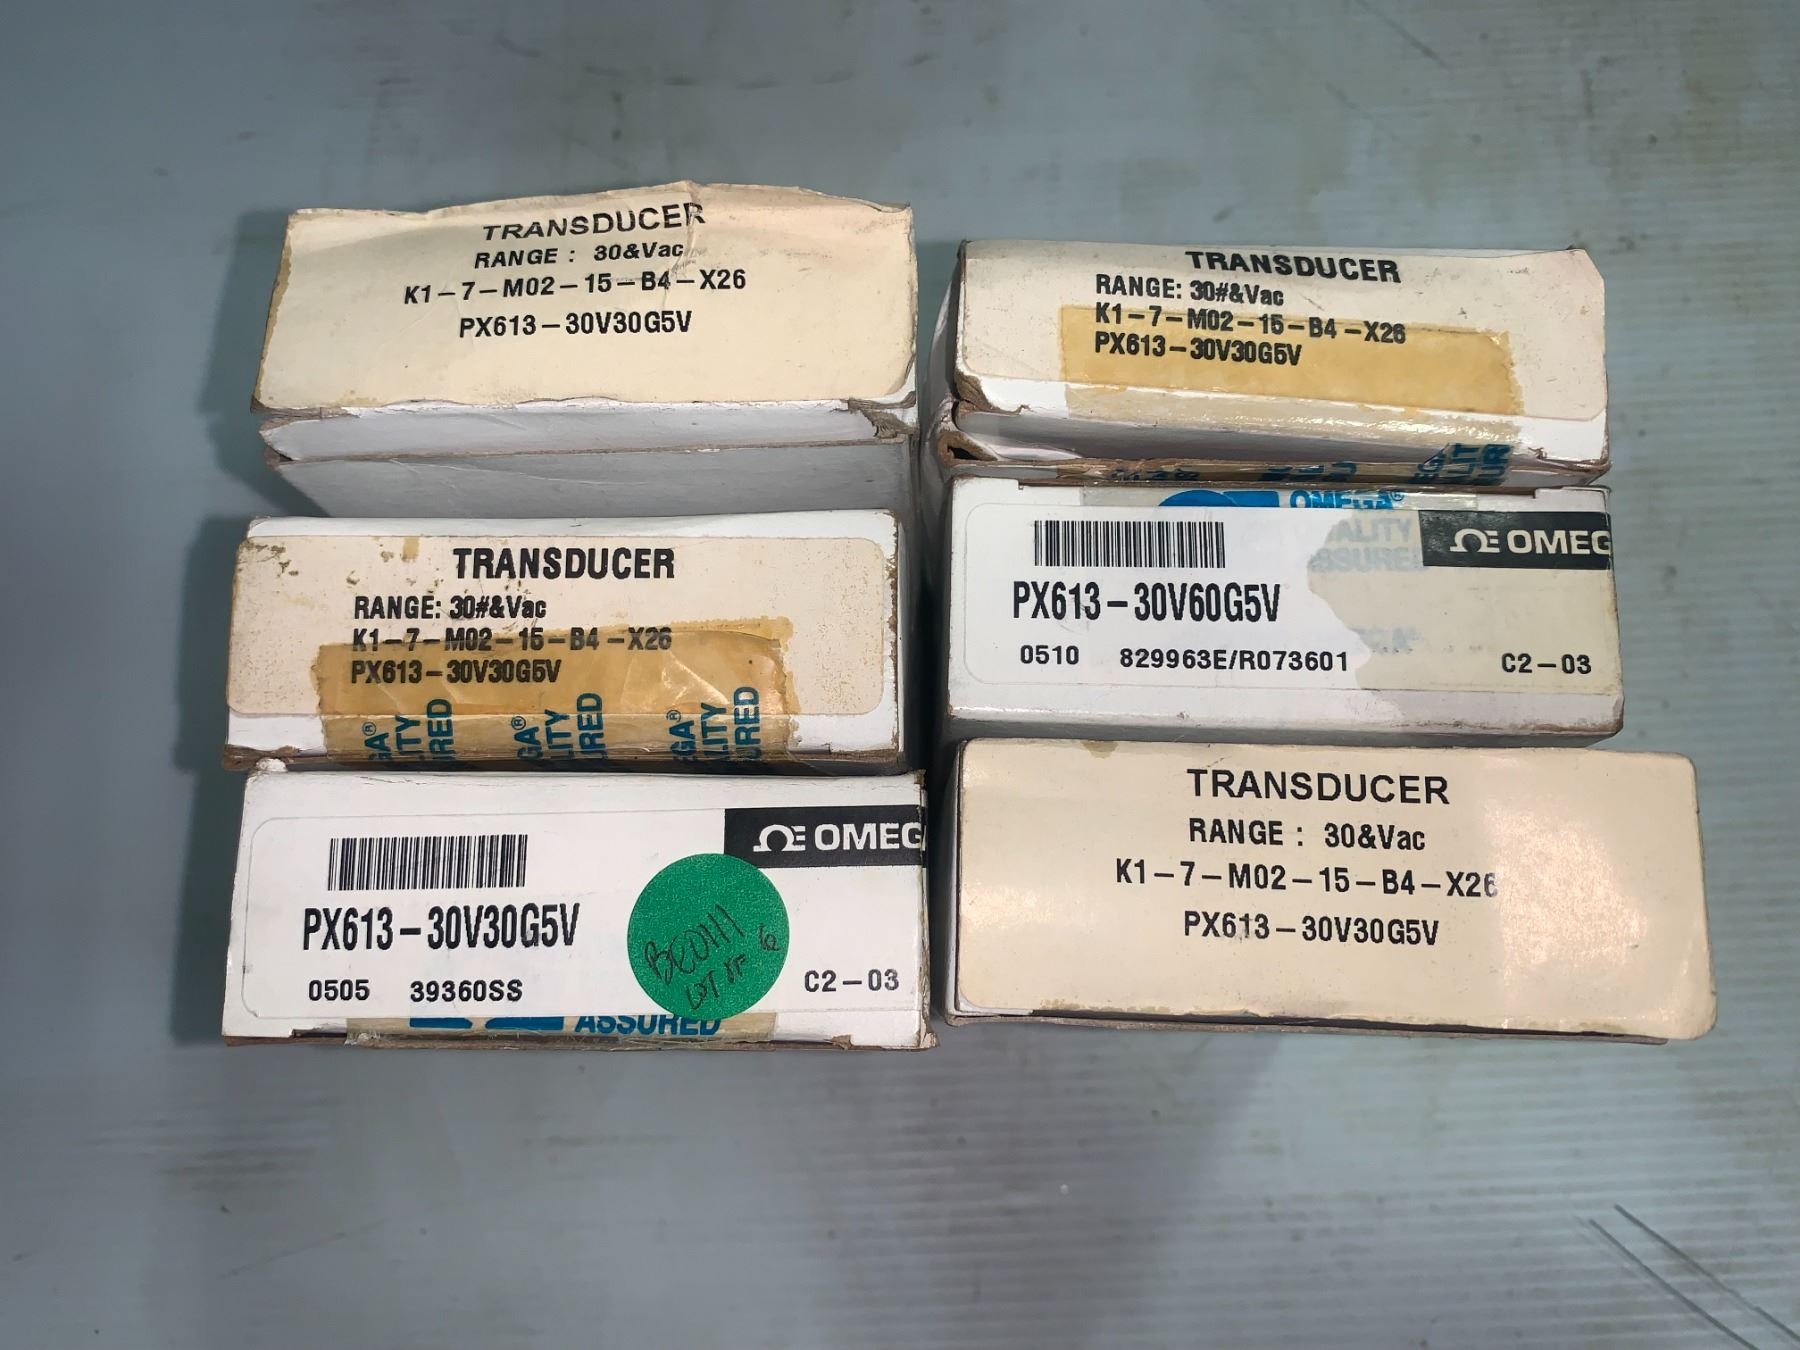 TRANSDUCER
RANGE : 30&Vac
K1-7-M02-15-B4-X26
PX613-30V30G5V
TRANSDUCER
RANGE: 30#&Vac
K1-7-M02-15-B4-X26
PX613-30V30G5V
TRANSDUCER
RANGE: 30#&Vac
K1-7-M02-15-B4-X26
PX613-30V30G5V
OMEGA®
QUALITY
ASSURED
OMEG
PX613-30V60G5V
0510 829963E/R073601 C2-03
OMEG
PX613-30V30G5V
0505 39360SS C2-03
ASSURED
TRANSDUCER
RANGE : 30&Vac
K1-7-M02-15-B4-X26
PX613-30V30G5V